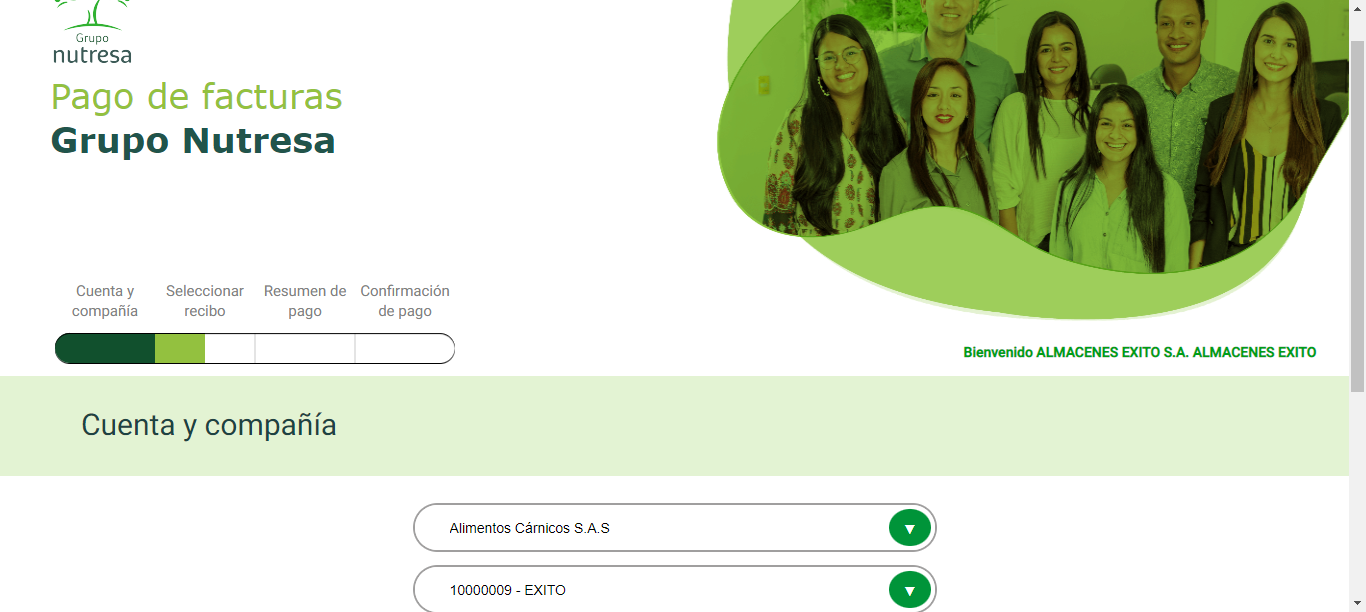 Grupo
nutresa
Pago de facturas
Grupo Nutresa
Cuenta y
compañía
Seleccionar
recibo
Resumen de
pago
Confirmación
de pago
Bienvenido ALMACENES EXITO S.A. ALMACENES EXITO
Cuenta y compañía
Alimentos Cárnicos S.A.S
10000009 - EXITO